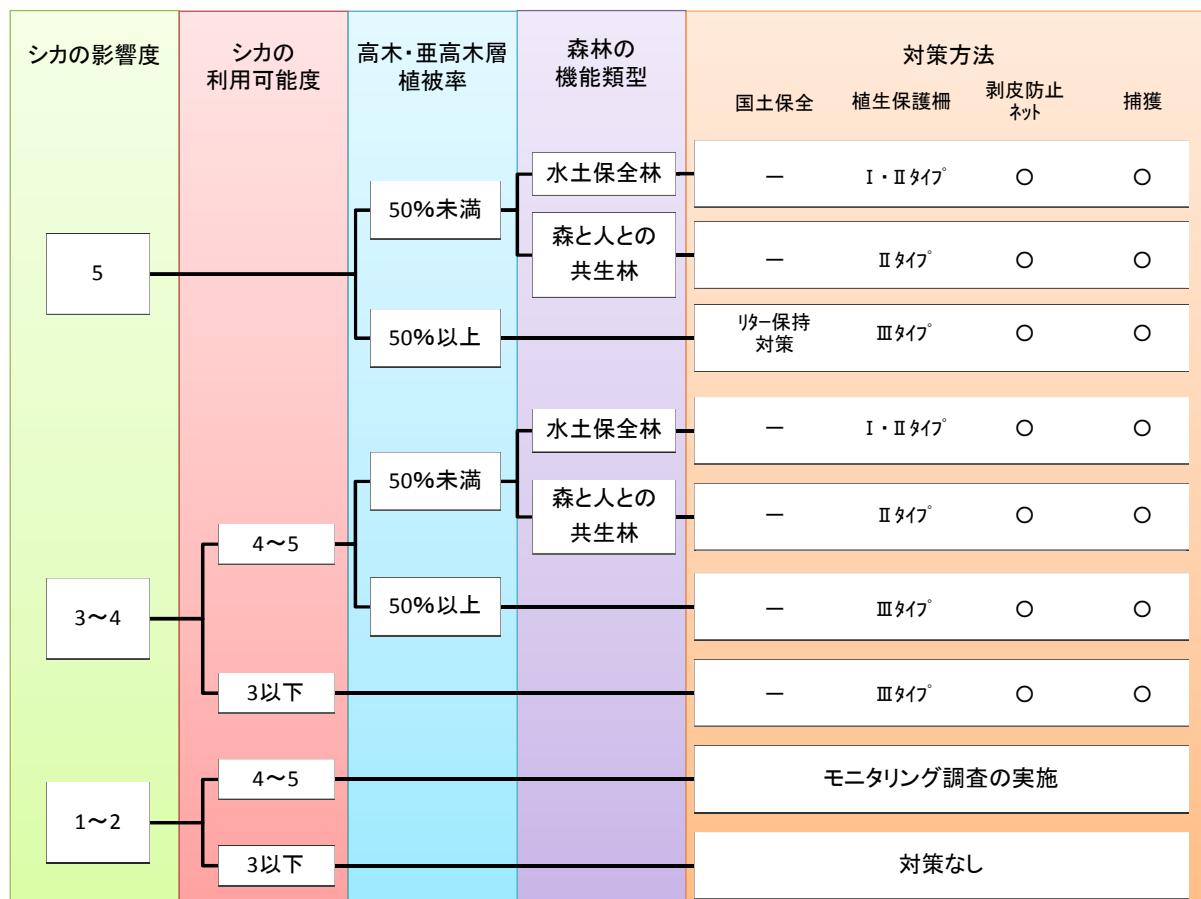 シカの影響度
シカの
利用可能度
高木・亜高木層
植被率
森林の
機能類型
対策方法
国土保全
植生保護柵
剥皮防止
ネット
捕獲
5
50%未満
水土保全林
－
Ⅰ・Ⅱﾀｲﾌﾟ
○
○
森と人との
共生林
－
Ⅱﾀｲﾌﾟ
○
○
50%以上
ﾘﾀｰ保持
対策
Ⅲﾀｲﾌﾟ
○
○
3～4
4～5
50%未満
水土保全林
－
Ⅰ・Ⅱﾀｲﾌﾟ
○
○
森と人との
共生林
－
Ⅱﾀｲﾌﾟ
○
○
50%以上
－
Ⅲﾀｲﾌﾟ
○
○
3以下
－
Ⅲﾀｲﾌﾟ
○
○
1～2
4～5
モニタリング調査の実施
3以下
対策なし